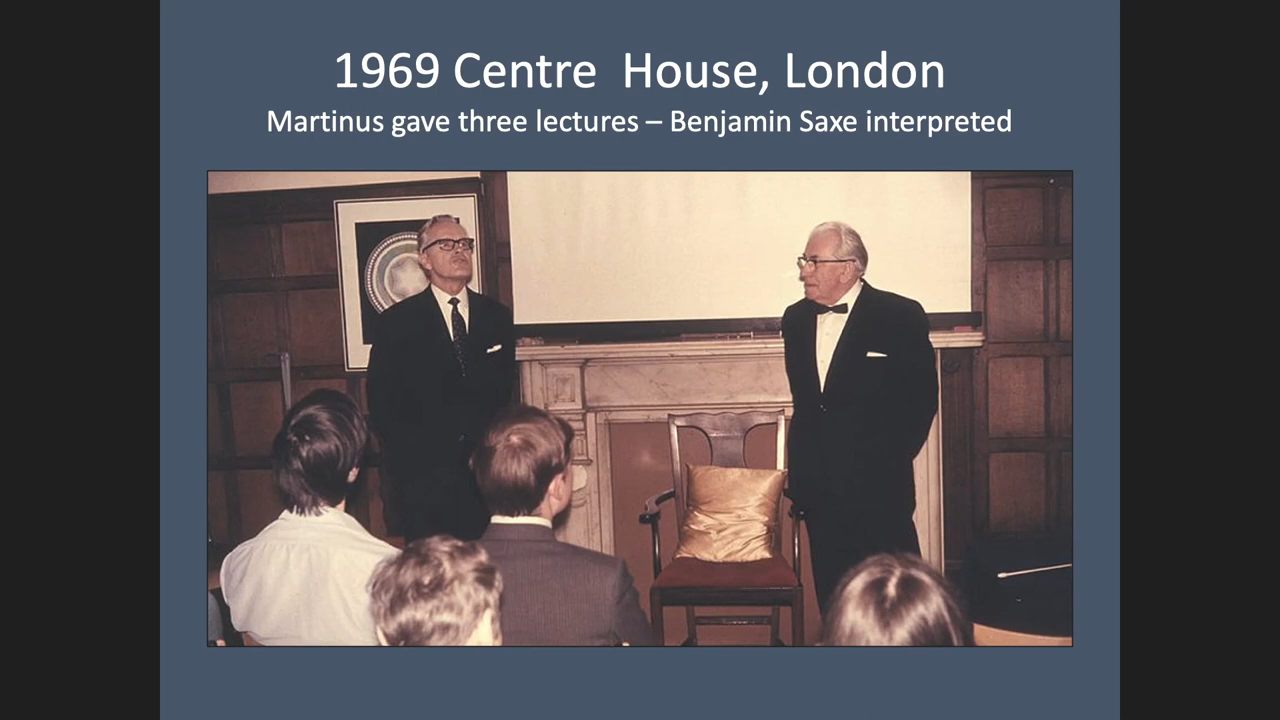 1969 Centre  House, London
Martinus gave three lectures – Benjamin Saxe interpreted